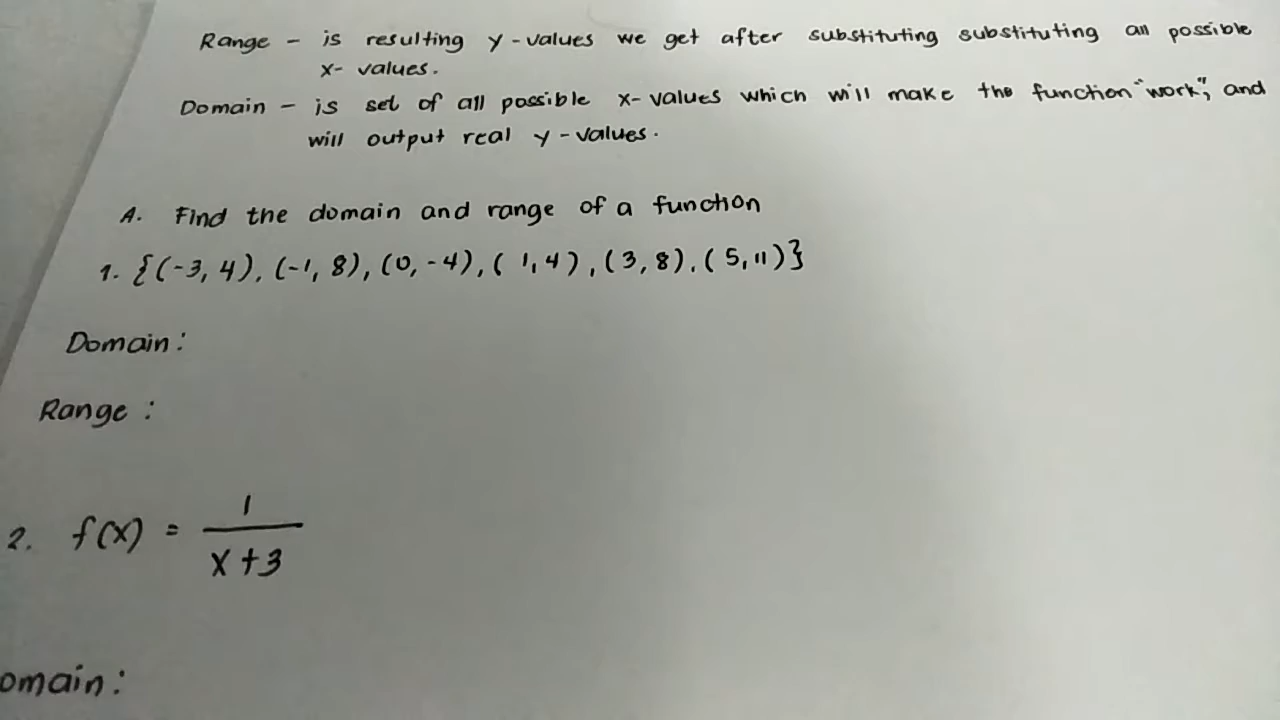 Range - is resulting y-values we get after substituting substituting all possible
x- values.
Domain - is set of all possible x-values which will make the function "work", and
will output real y-values.
A. Find the domain and range of a function
1. {(-3, 4), (-1, 8), (0, -4), (1, 4), (3, 8), (5, 11)}
Domain:
Range:
2. f(x) = 1/(x+3)
omain: